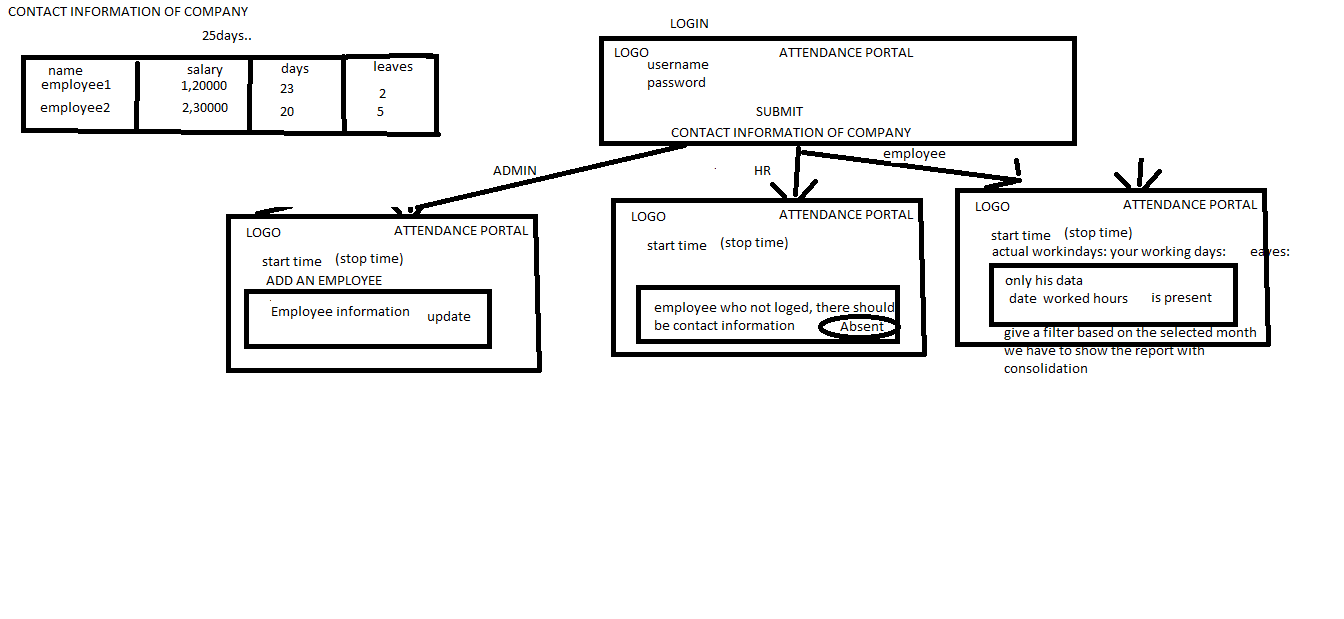 CONTACT INFORMATION OF COMPANY
25days..
name salary days leaves
employee1 1,20000 23 2
employee2 2,30000 20 5
LOGIN
LOGO ATTENDANCE PORTAL
username
password
SUBMIT
CONTACT INFORMATION OF COMPANY
ADMIN HR employee
LOGO ATTENDANCE PORTAL
start time (stop time)
ADD AN EMPLOYEE
Employee information update
LOGO ATTENDANCE PORTAL
start time (stop time)
employee who not loged, there should
be contact information Absent
LOGO ATTENDANCE PORTAL
start time (stop time)
actual workindays: your working days: eaves:
only his data
date worked hours is present
give a filter based on the selected month
we have to show the report with
consolidation